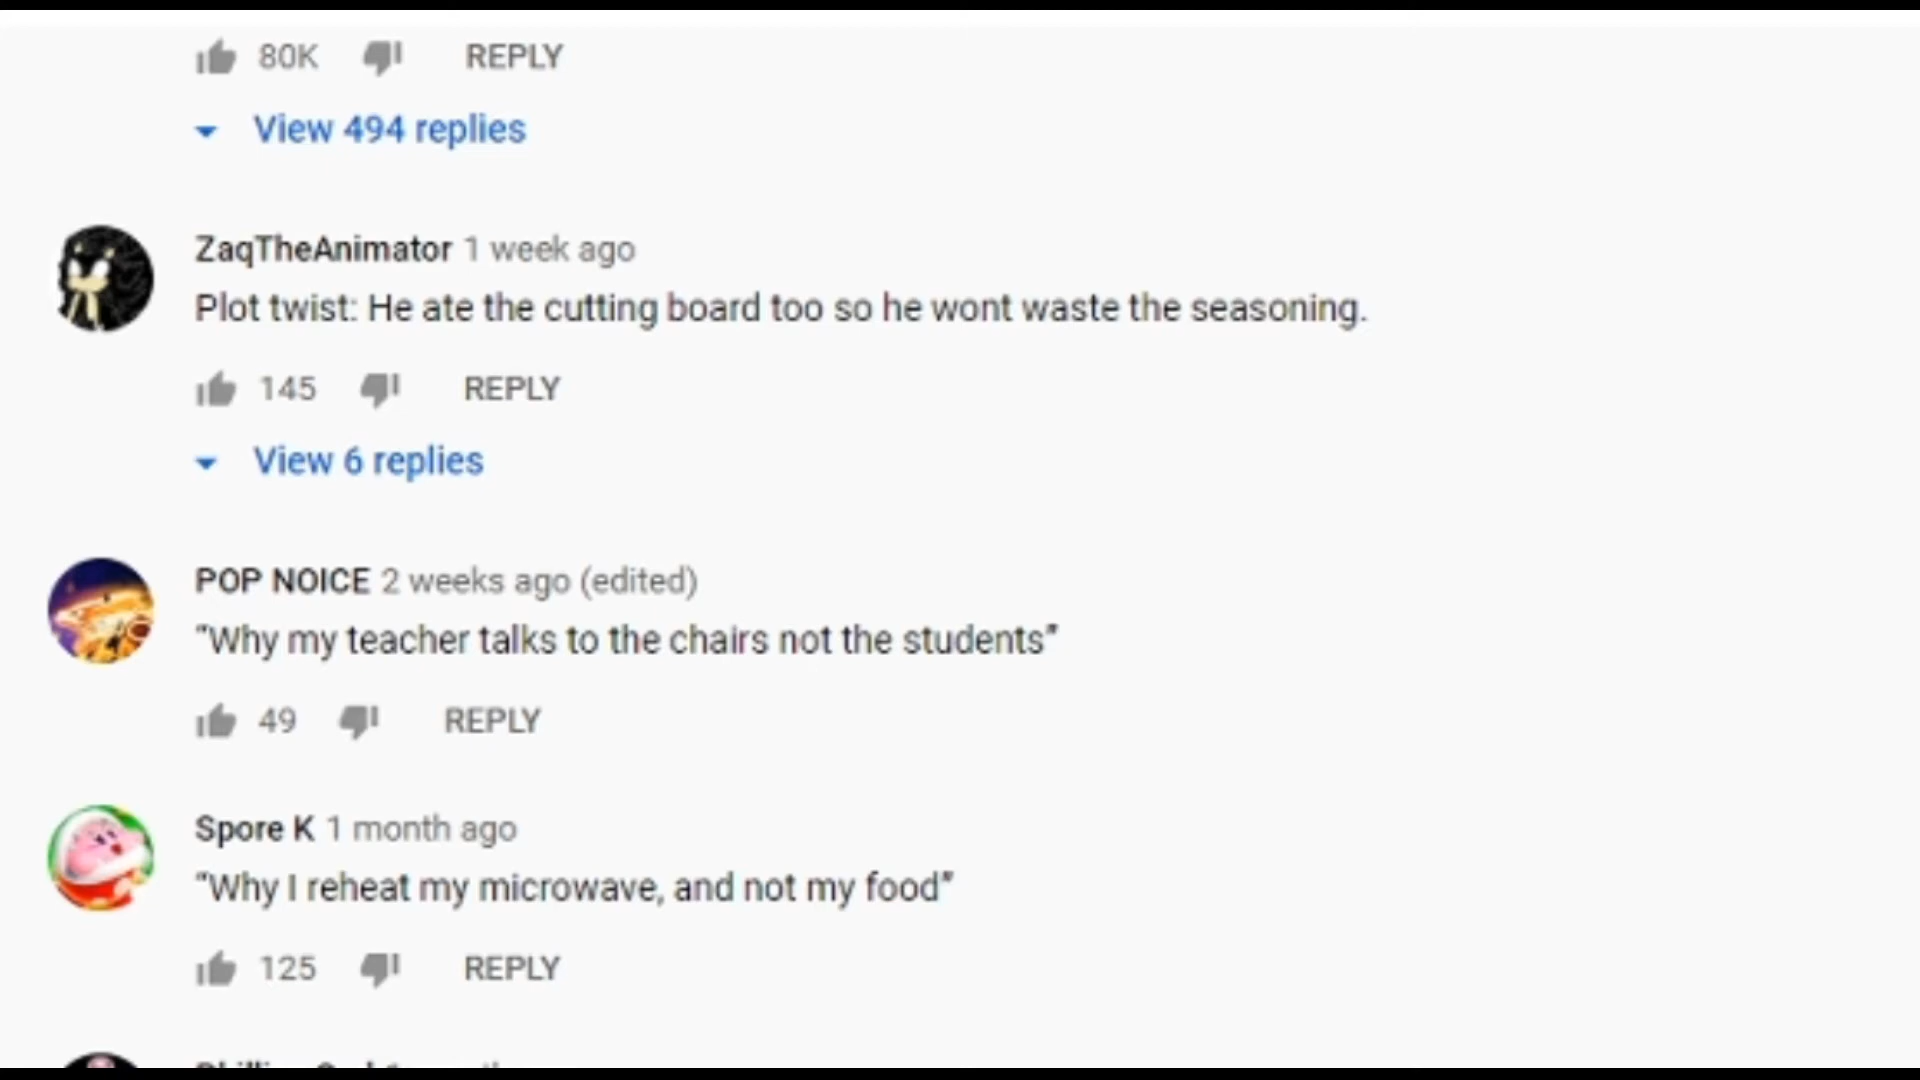 80K REPLY
View 494 replies
ZaqTheAnimator 1 week ago
Plot twist: He ate the cutting board too so he wont waste the seasoning.
145 REPLY
View 6 replies
POP NOICE 2 weeks ago (edited)
“Why my teacher talks to the chairs not the students”
49 REPLY
Spore K 1 month ago
“Why I reheat my microwave, and not my food”
125 REPLY